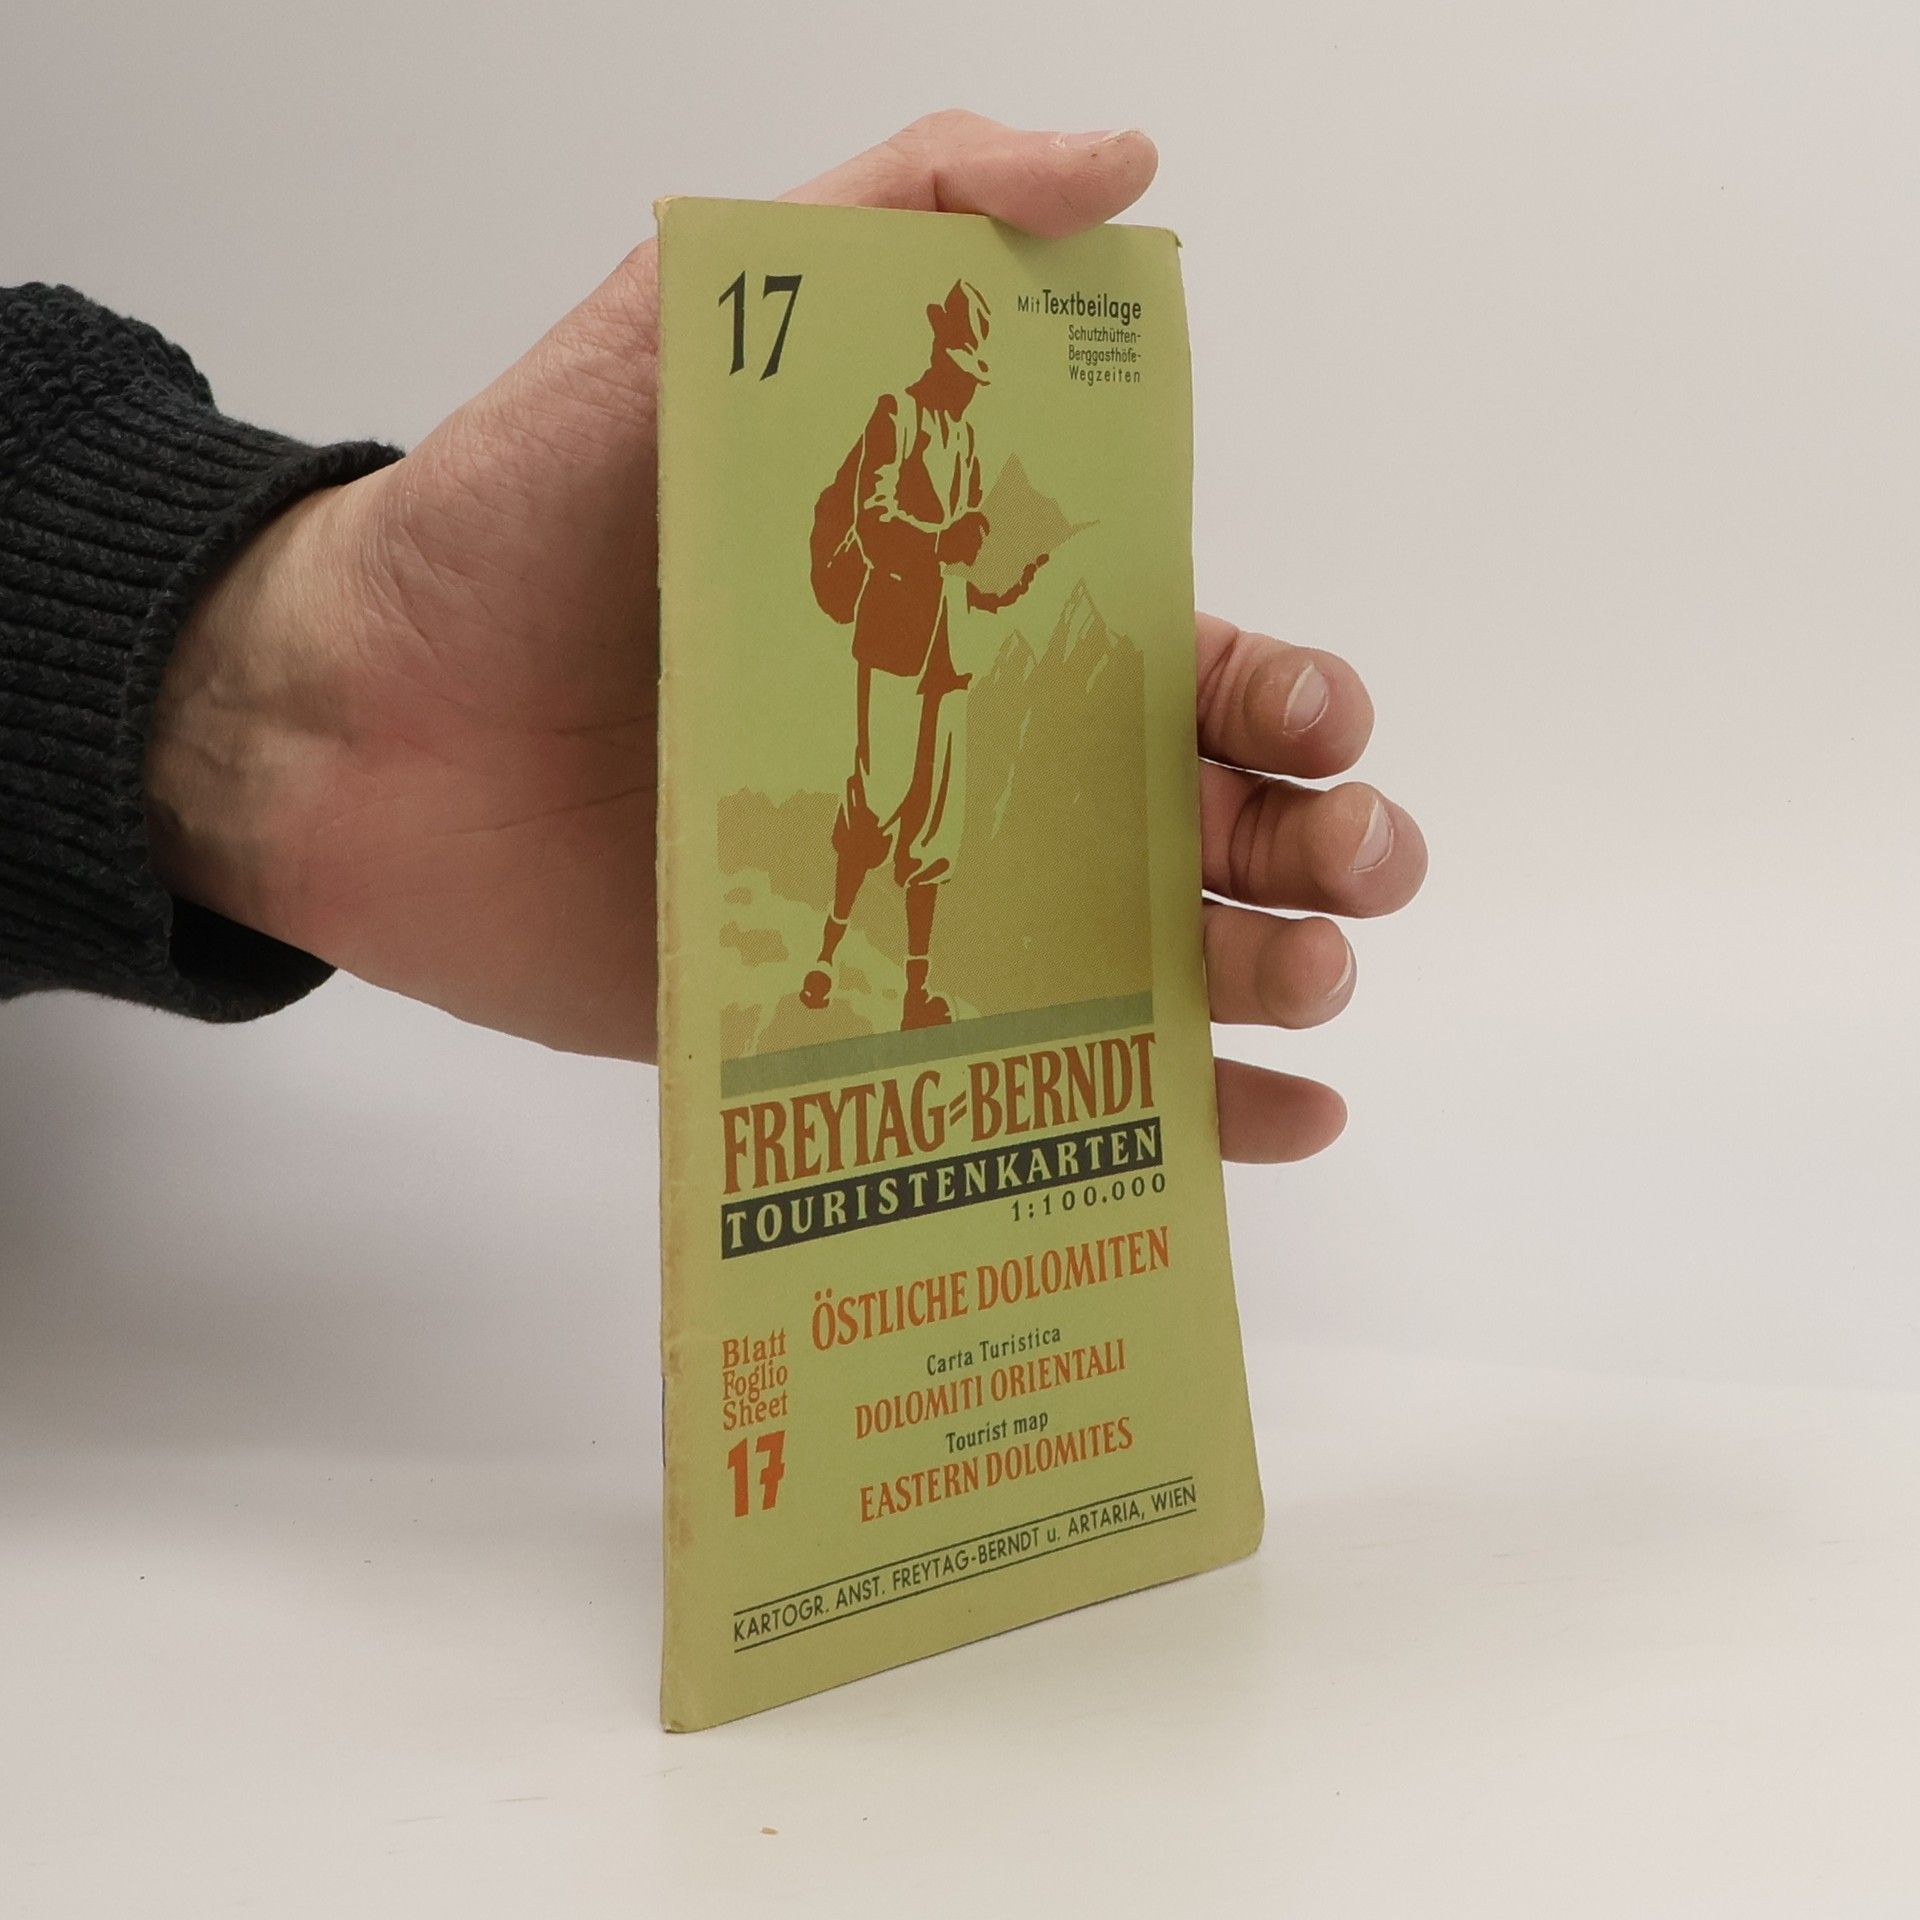 17
Mit Textbeilage
Schutzhütten-
Berggasthöfe-
Wegzeiten
FREYTAG-BERNDT
TOURISTENKARTEN
1:100.000
ÖSTLICHE DOLOMITEN
Carta Turistica
DOLOMITI ORIENTALI
Tourist map
EASTERN DOLOMITES
Blatt
Foglio
Sheet
17
KARTOGR. ANST. FREYTAG-BERNDT u. ARTARIA, WIEN